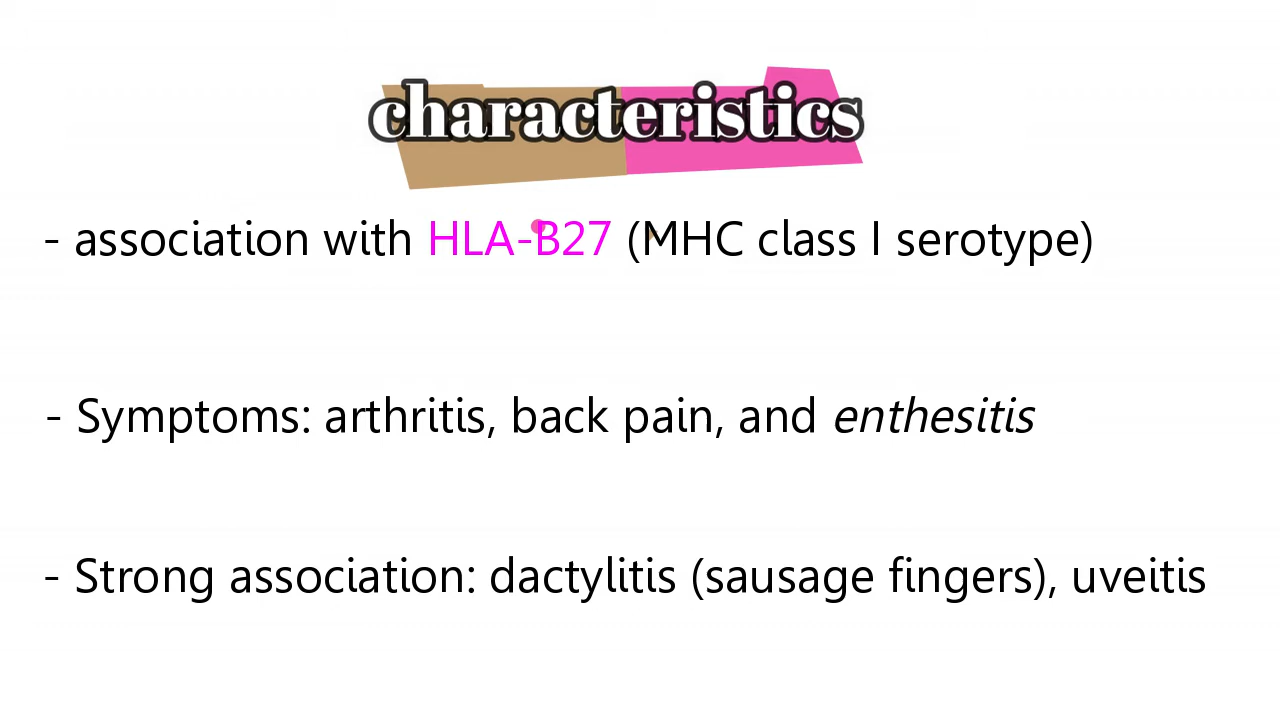 characteristics
- association with HLA-B27 (MHC class I serotype)
- Symptoms: arthritis, back pain, and enthesitis
- Strong association: dactylitis (sausage fingers), uveitis